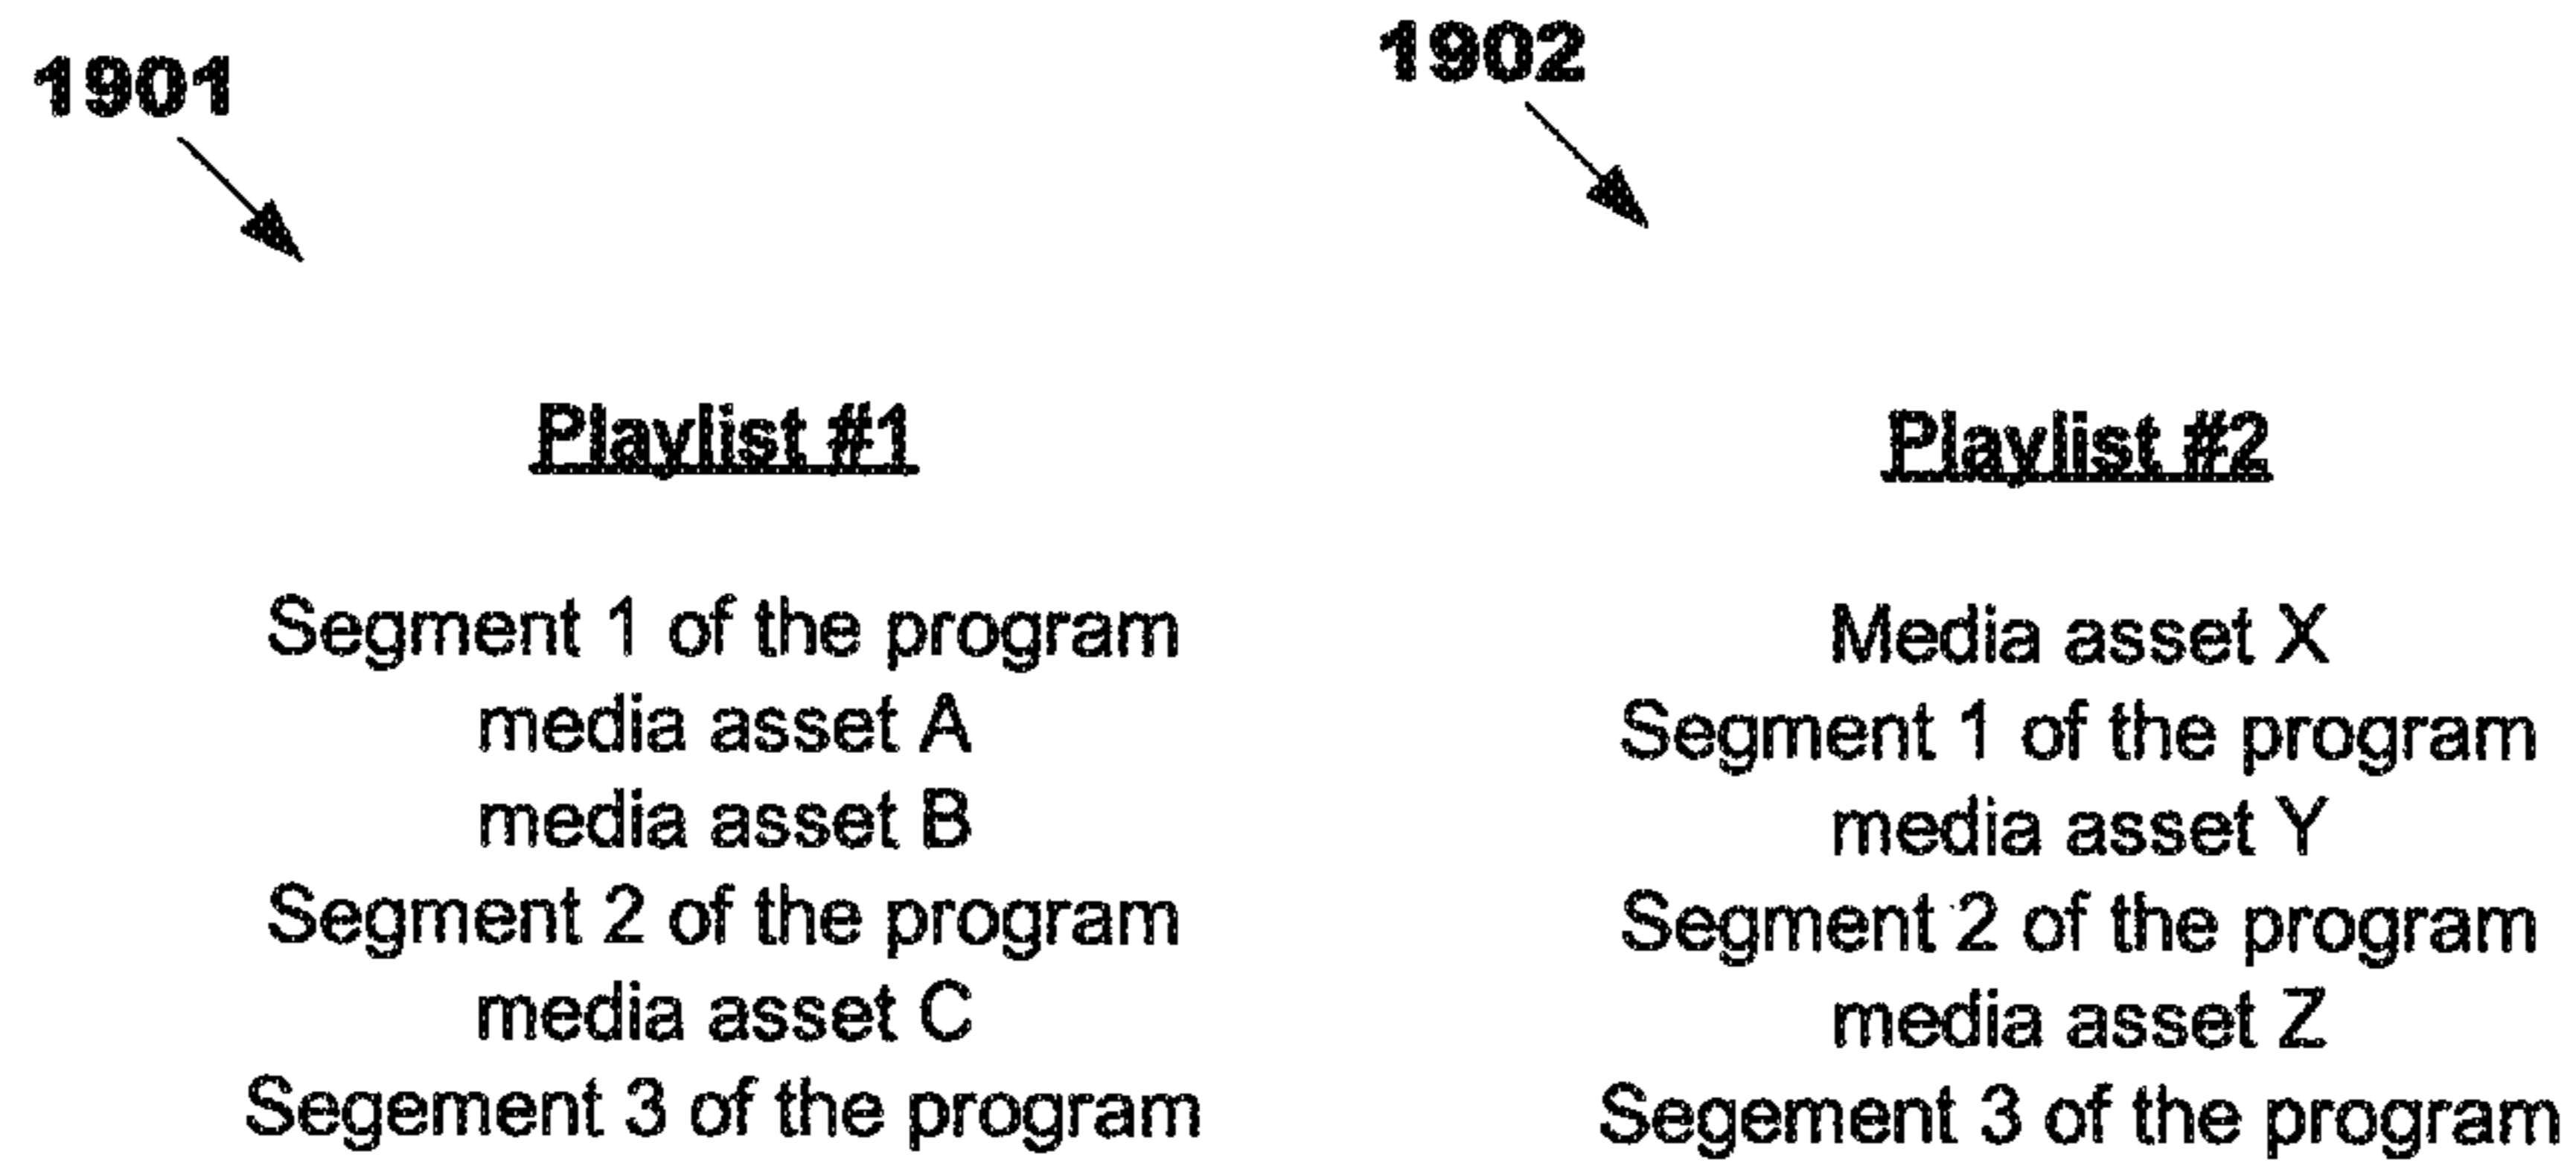 1901
Playlist #1
Segment 1 of the program
media asset A
media asset B
Segment 2 of the program
media asset C
Segement 3 of the program
1902
Playlist #2
Media asset X
Segment 1 of the program
media asset Y
Segment 2 of the program
media asset Z
Segement 3 of the program